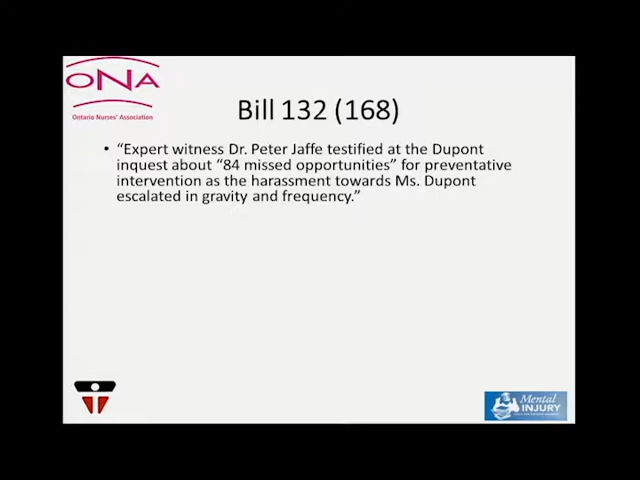 ONA
Ontario Nurses' Association
Bill 132 (168)
• “Expert witness Dr. Peter Jaffe testified at the Dupont
inquest about “84 missed opportunities” for preventative
intervention as the harassment towards Ms. Dupont
escalated in gravity and frequency.”
Mental
INJURY